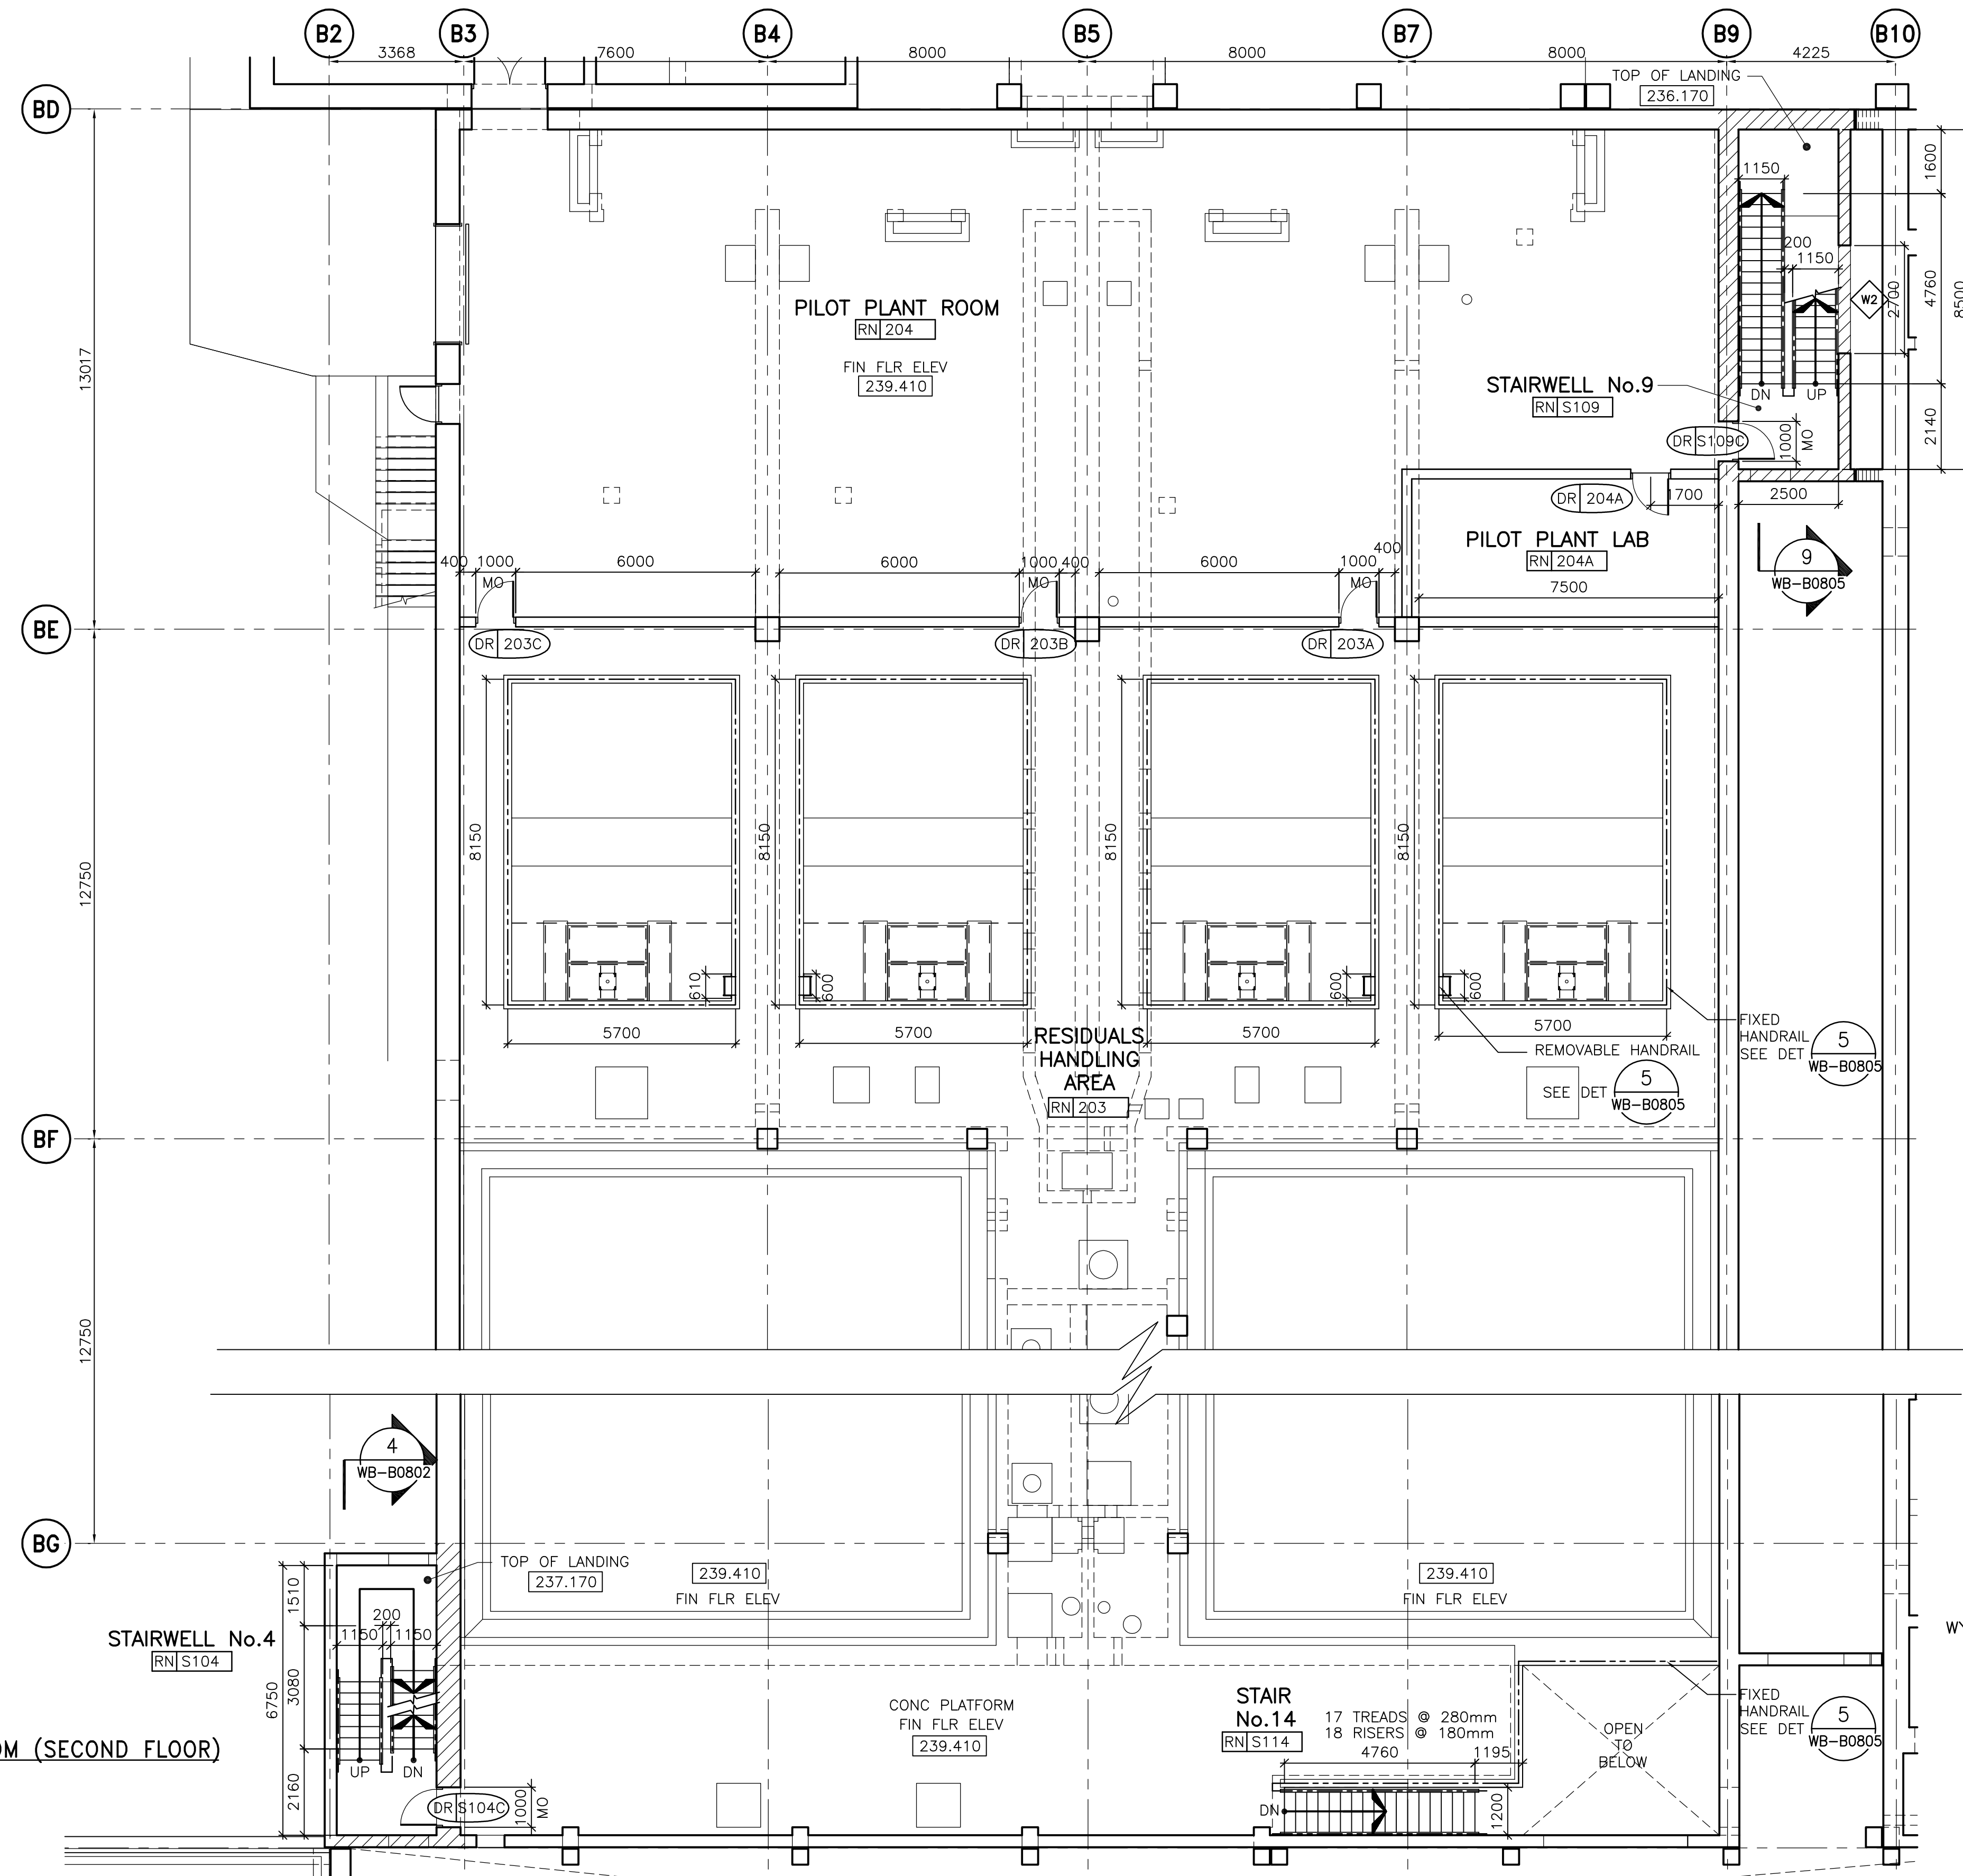 B2
B3
B4
B5
B7
B9
B10
3368
7600
8000
8000
8000
4225
BD
TOP OF LANDING
236.170
1150
1600
200
1150
W2
2700
4760
8500
PILOT PLANT ROOM
RN 204
FIN FLR ELEV
239.410
13017
STAIRWELL No.9
RN S109
DN
UP
2140
DR S109C
1000
MO
DR 204A
1700
2500
PILOT PLANT LAB
RN 204A
9
WB-B0805
400
1000
6000
6000
1000
400
6000
1000
400
MO
MO
MO
7500
BE
DR 203C
DR 203B
DR 203A
8150
8150
8150
8150
12750
610
600
600
600
5700
5700
5700
5700
RESIDUALS
HANDLING
AREA
RN 203
REMOVABLE HANDRAIL
SEE DET
5
WB-B0805
FIXED
HANDRAIL
SEE DET
5
WB-B0805
BF
12750
4
WB-B0802
BG
TOP OF LANDING
237.170
239.410
FIN FLR ELEV
239.410
FIN FLR ELEV
1510
200
1150
1150
STAIRWELL No.4
RN S104
6750
3080
2160
UP
DN
DR S104C
1000
MO
OM (SECOND FLOOR)
CONC PLATFORM
FIN FLR ELEV
239.410
STAIR
No.14
RN S114
17 TREADS @ 280mm
18 RISERS @ 180mm
4760
1195
DN
1200
OPEN
TO
BELOW
FIXED
HANDRAIL
SEE DET
5
WB-B0805